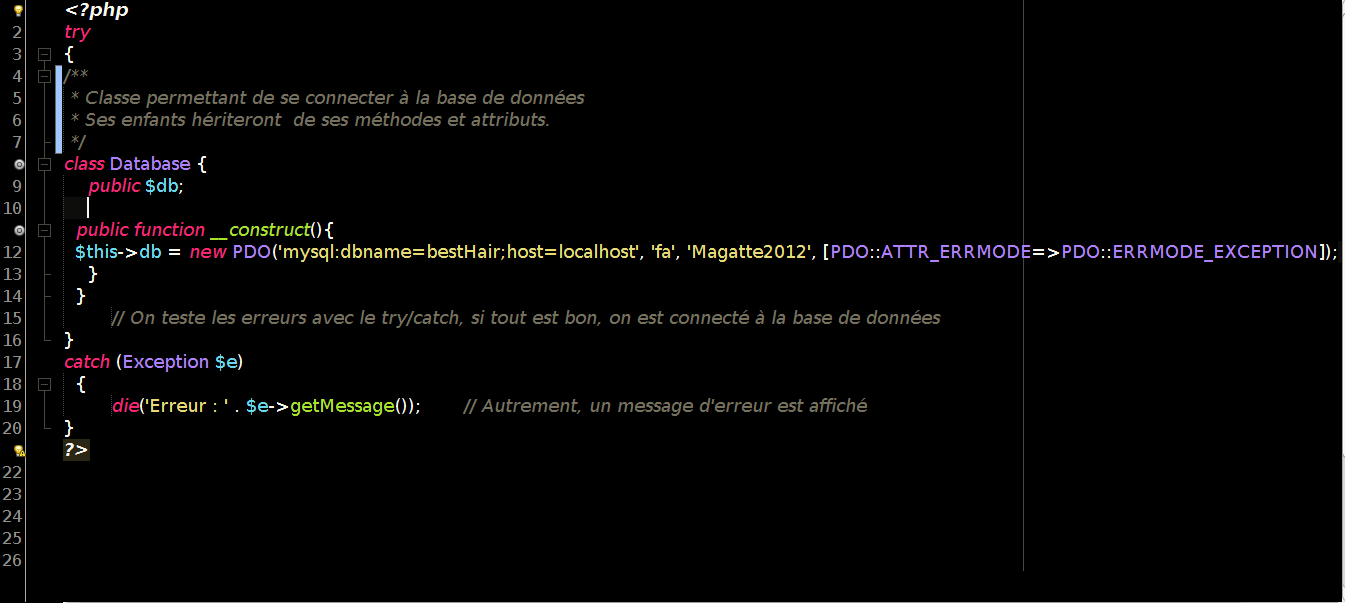 <?php
2 try
3 {
4 /**
5 * Classe permettant de se connecter à la base de données
6 * Ses enfants hériteront  de ses méthodes et attributs.
7 */
class Database {
9 public $db;
10
public function __construct(){
12 $this->db = new PDO('mysql:dbname=bestHair;host=localhost', 'fa', 'Magatte2012', [PDO::ATTR_ERRMODE=>PDO::ERRMODE_EXCEPTION]);
13 }
14 }
15 // On teste les erreurs avec le try/catch, si tout est bon, on est connecté à la base de données
16 }
17 catch (Exception $e)
18 {
19 die('Erreur : ' . $e->getMessage()); // Autrement, un message d'erreur est affiché
20 }
?>
22
23
24
25
26